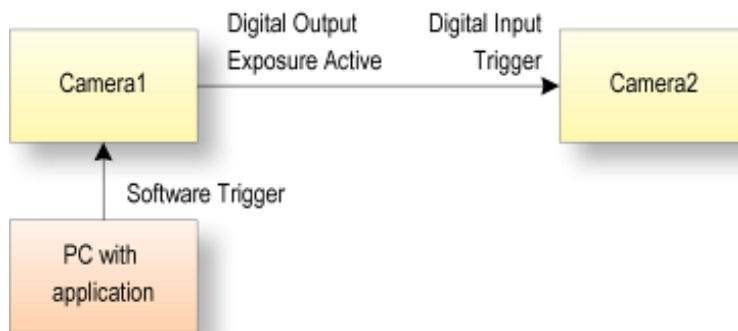 Digital Output
Exposure Active
Digital Input
Trigger
Camera1
Camera2
Software Trigger
PC with
application